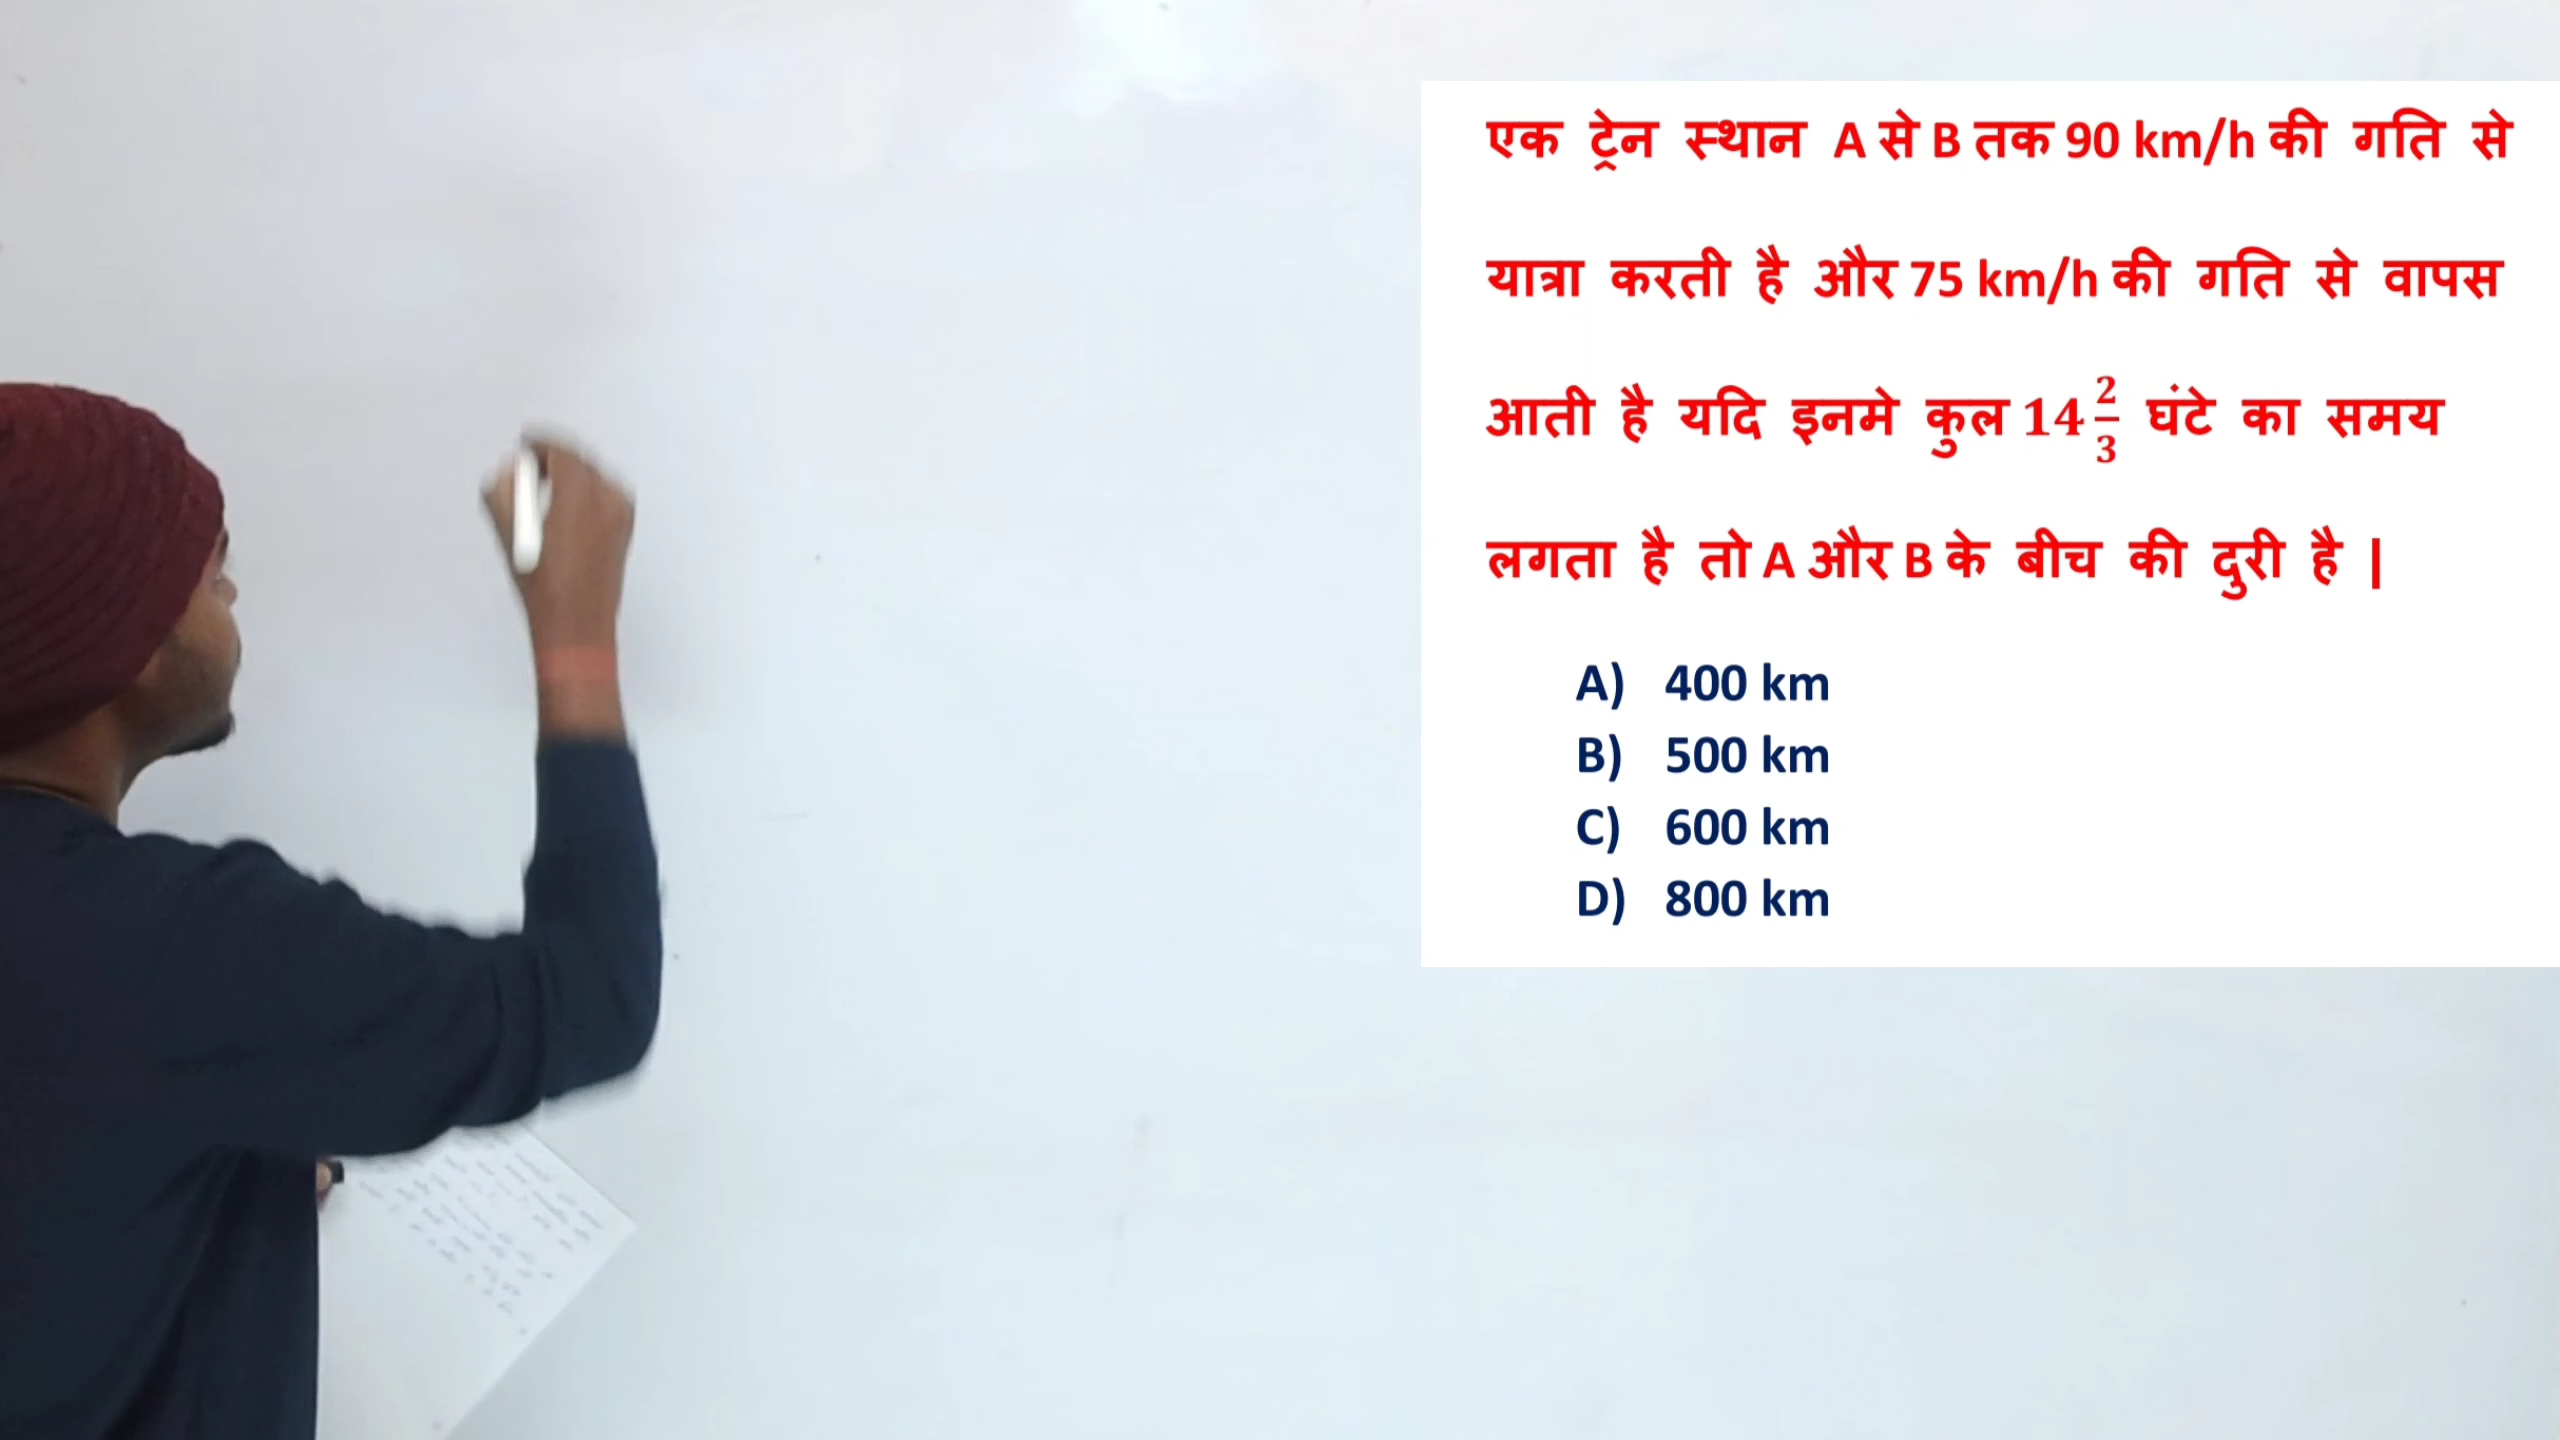 एक ट्रेन स्थान A से B तक 90 km/h की गति से
यात्रा करती है और 75 km/h की गति से वापस
आती है यदि इनमे कुल 14 2/3 घंटे का समय
लगता है तो A और B के बीच की दुरी है |
A) 400 km
B) 500 km
C) 600 km
D) 800 km